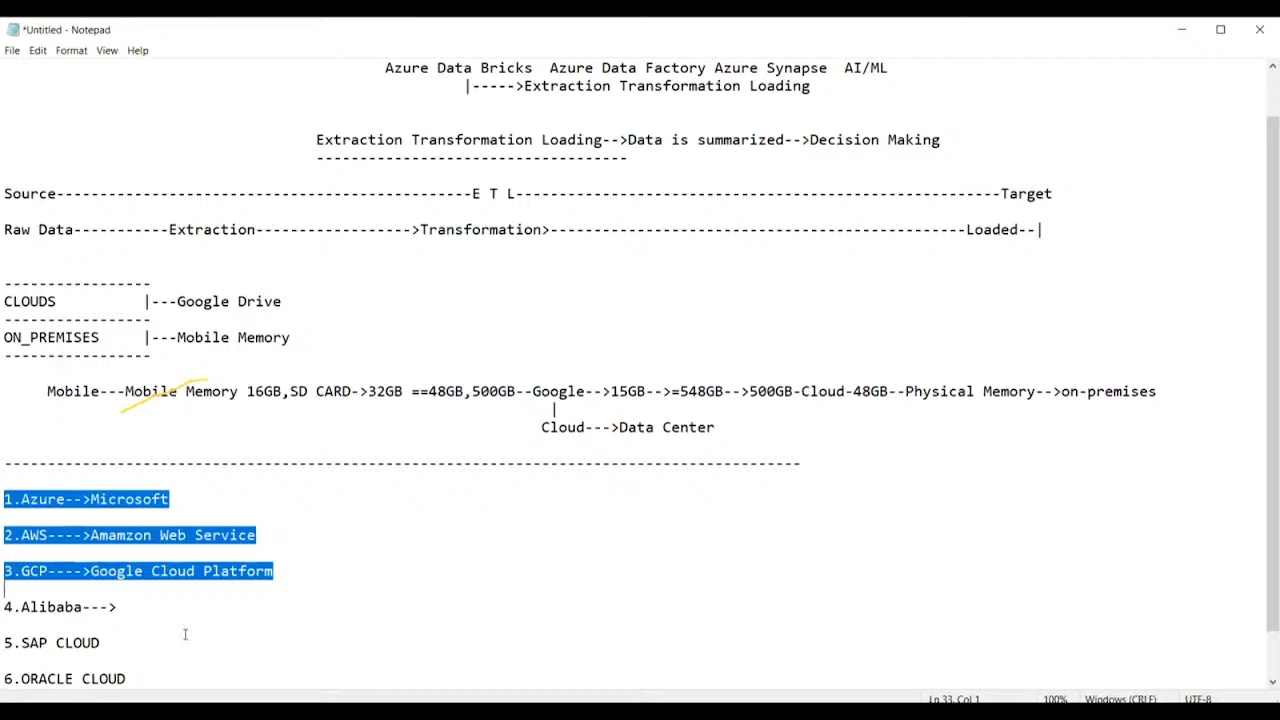 *Untitled - Notepad
File Edit Format View Help
Azure Data Bricks  Azure Data Factory Azure Synapse  AI/ML
|----->Extraction Transformation Loading
Extraction Transformation Loading-->Data is summarized-->Decision Making
------------------------------------
Source------------------------------------------------E T L--------------------------------------------------------Target
Raw Data-----------Extraction------------------>Transformation>------------------------------------------------Loaded--|
-----------------
CLOUDS          |---Google Drive
-----------------
ON_PREMISES     |---Mobile Memory
-----------------
Mobile---Mobile Memory 16GB,SD CARD->32GB ==48GB,500GB--Google-->15GB-->=548GB-->500GB-Cloud-48GB--Physical Memory-->on-premises
|
Cloud--->Data Center
--------------------------------------------------------------------------------------------
1.Azure-->Microsoft
2.AWS---->Amamzon Web Service
3.GCP---->Google Cloud Platform
4.Alibaba--->
5.SAP CLOUD
6.ORACLE CLOUD
Ln 33, Col 1 100% Windows (CRLF) UTF-8